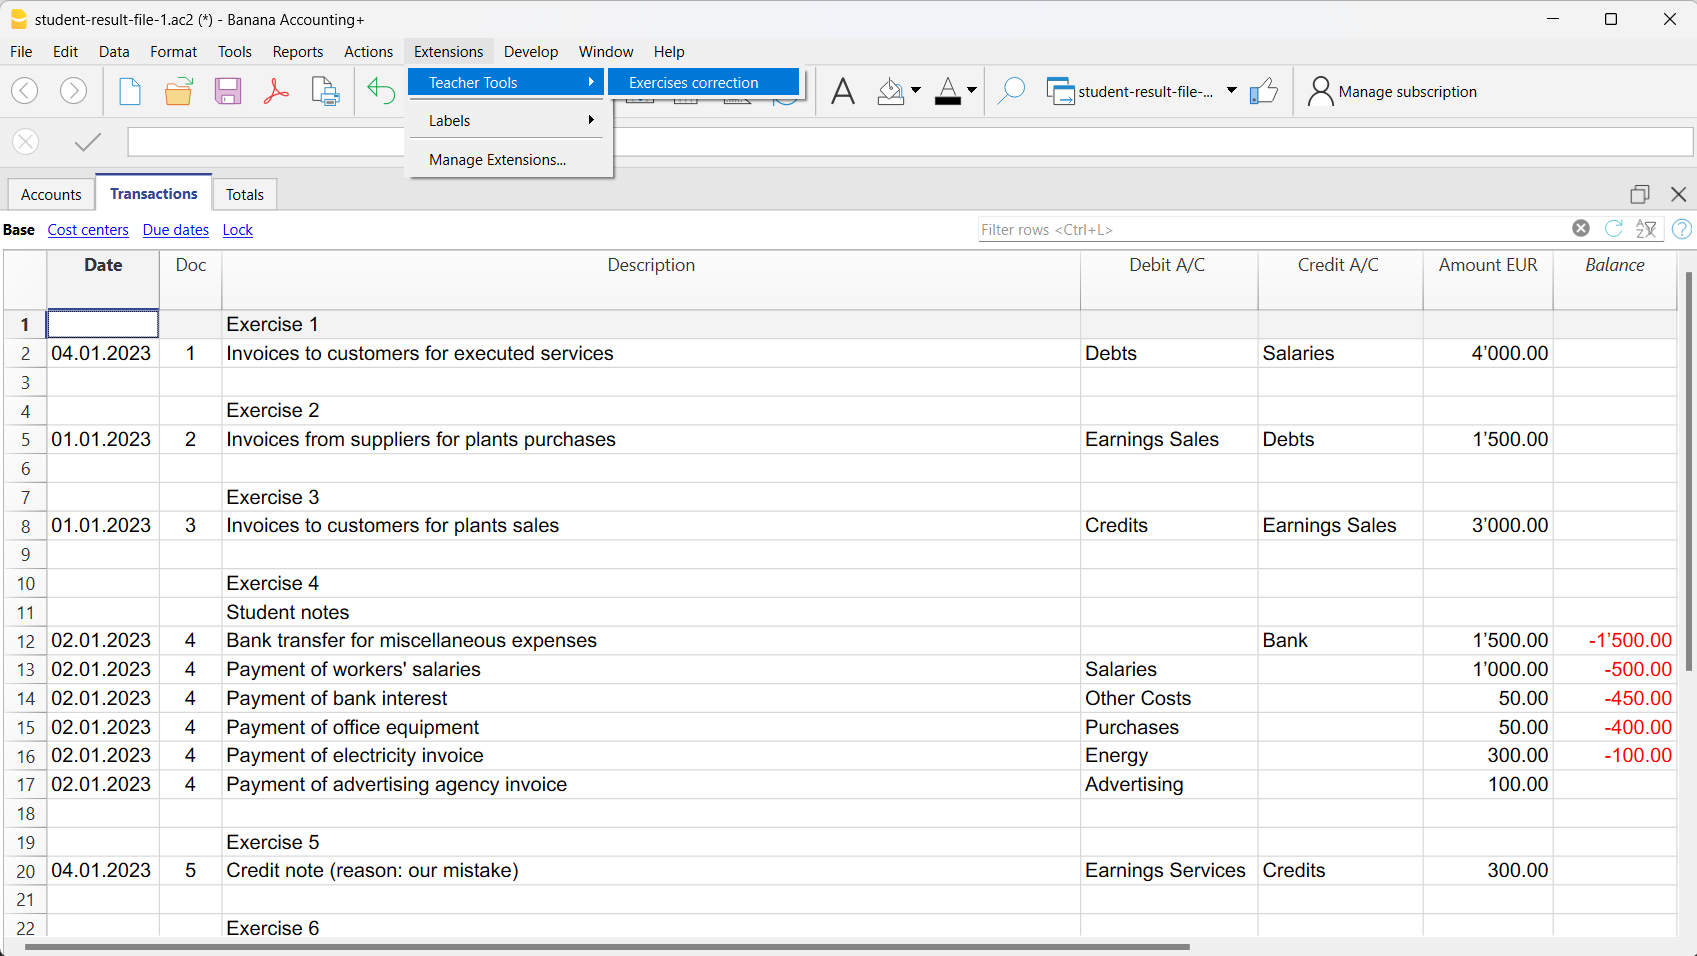 student-result-file-1.ac2 (*) - Banana Accounting+
File Edit Data Format Tools Reports Actions Extensions Develop Window Help
Teacher Tools
Exercises correction
Labels
Manage Extensions...
student-result-file-...
Manage subscription
Accounts Transactions Totals
Base Cost centers Due dates Lock
Filter rows <Ctrl+L>
Date Doc Description Debit A/C Credit A/C Amount EUR Balance
1 Exercise 1
2 04.01.2023 1 Invoices to customers for executed services Debts Salaries 4'000.00
3
4 Exercise 2
5 01.01.2023 2 Invoices from suppliers for plants purchases Earnings Sales Debts 1'500.00
6
7 Exercise 3
8 01.01.2023 3 Invoices to customers for plants sales Credits Earnings Sales 3'000.00
9
10 Exercise 4
11 Student notes
12 02.01.2023 4 Bank transfer for miscellaneous expenses Bank 1'500.00 -1'500.00
13 02.01.2023 4 Payment of workers' salaries Salaries 1'000.00 -500.00
14 02.01.2023 4 Payment of bank interest Other Costs 50.00 -450.00
15 02.01.2023 4 Payment of office equipment Purchases 50.00 -400.00
16 02.01.2023 4 Payment of electricity invoice Energy 300.00 -100.00
17 02.01.2023 4 Payment of advertising agency invoice Advertising 100.00
18
19 Exercise 5
20 04.01.2023 5 Credit note (reason: our mistake) Earnings Services Credits 300.00
21
22 Exercise 6